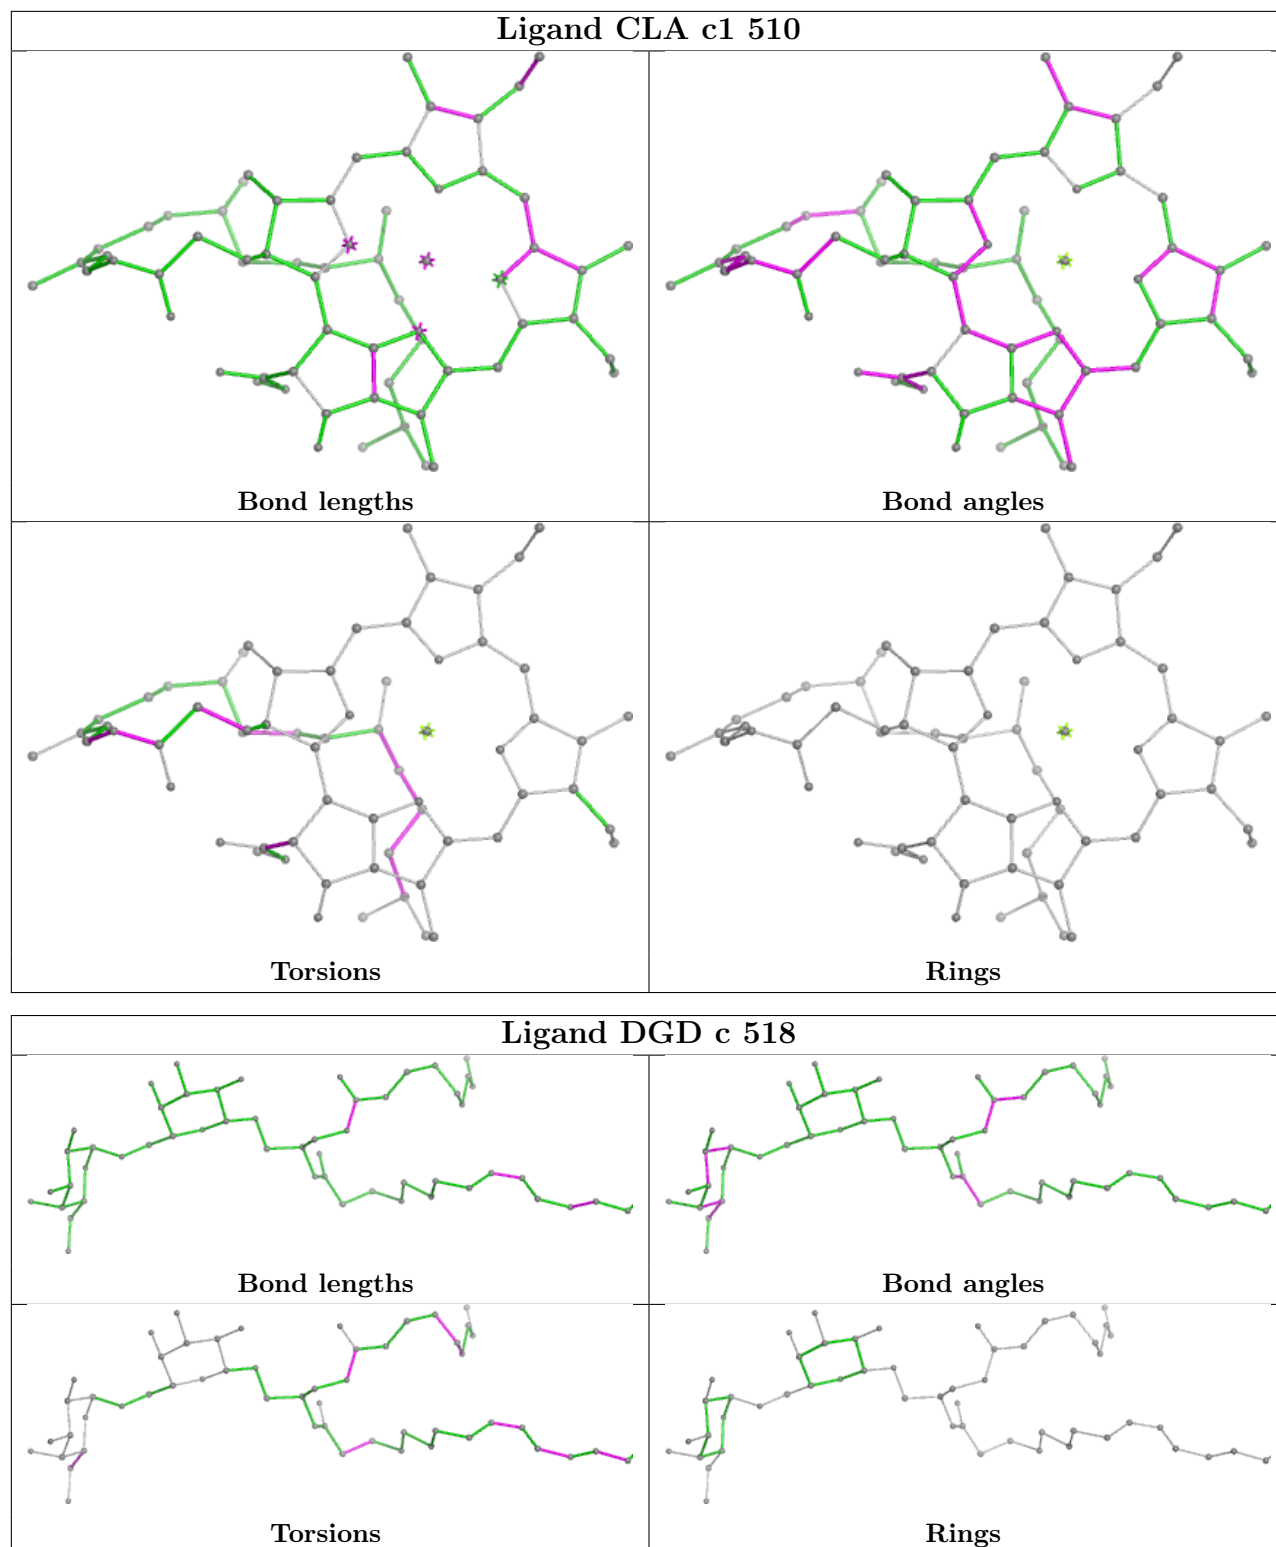 Ligand CLA c1 510
Bond lengths
Bond angles
Torsions
Rings
Ligand DGD c 518
Bond lengths
Bond angles
Torsions
Rings